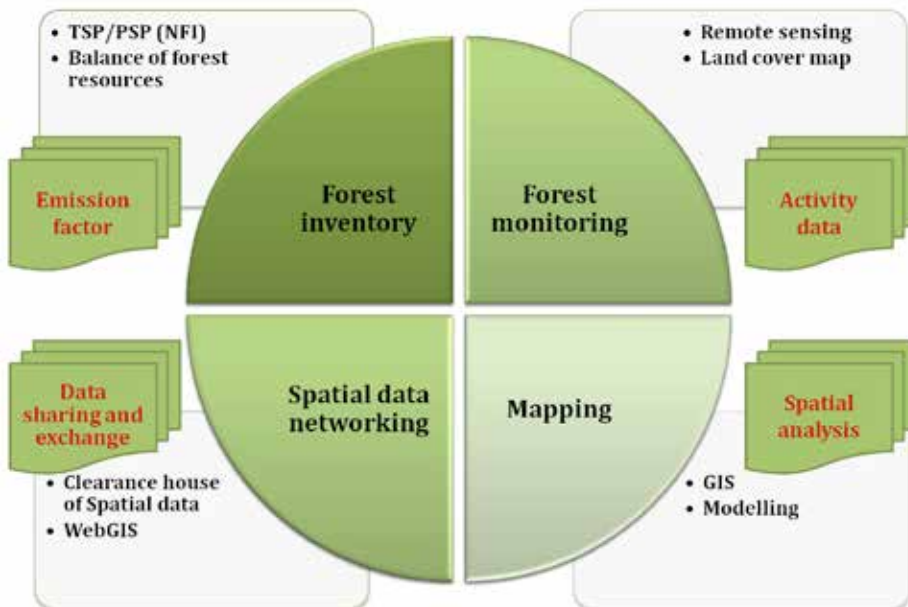 • TSP/PSP (NFI)
• Balance of forest
resources
Emission
factor
Forest
inventory
• Remote sensing
• Land cover map
Forest
monitoring
Activity
data
Data
sharing and
exchange
Spatial data
networking
• Clearance house
of Spatial data
• WebGIS
Mapping
Spatial
analysis
• GIS
• Modelling